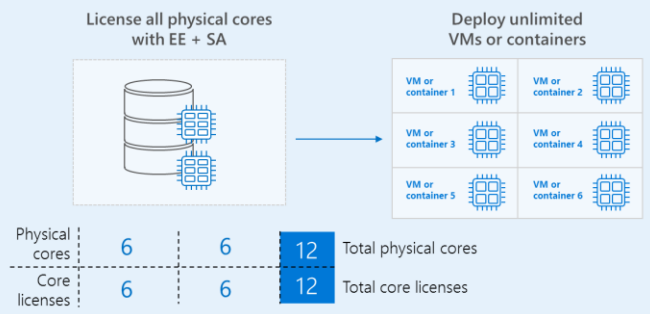 License all physical cores
with EE + SA
Deploy unlimited
VMs or containers
VM or
container 1
VM or
container 2
VM or
container 3
VM or
container 4
VM or
container 5
VM or
container 6
Physical
cores
6
6
12
Total physical cores
Core
licenses
6
6
12
Total core licenses